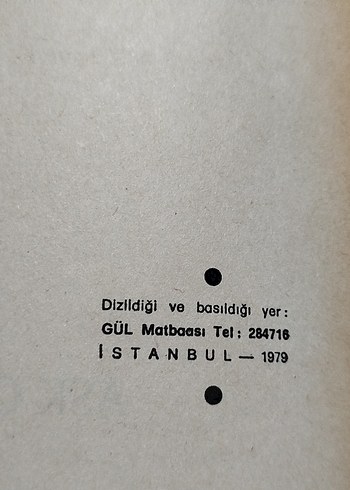 Dizildiği ve basıldığı yer:
GÜL Matbaası Tel: 284716
İSTANBUL — 1979